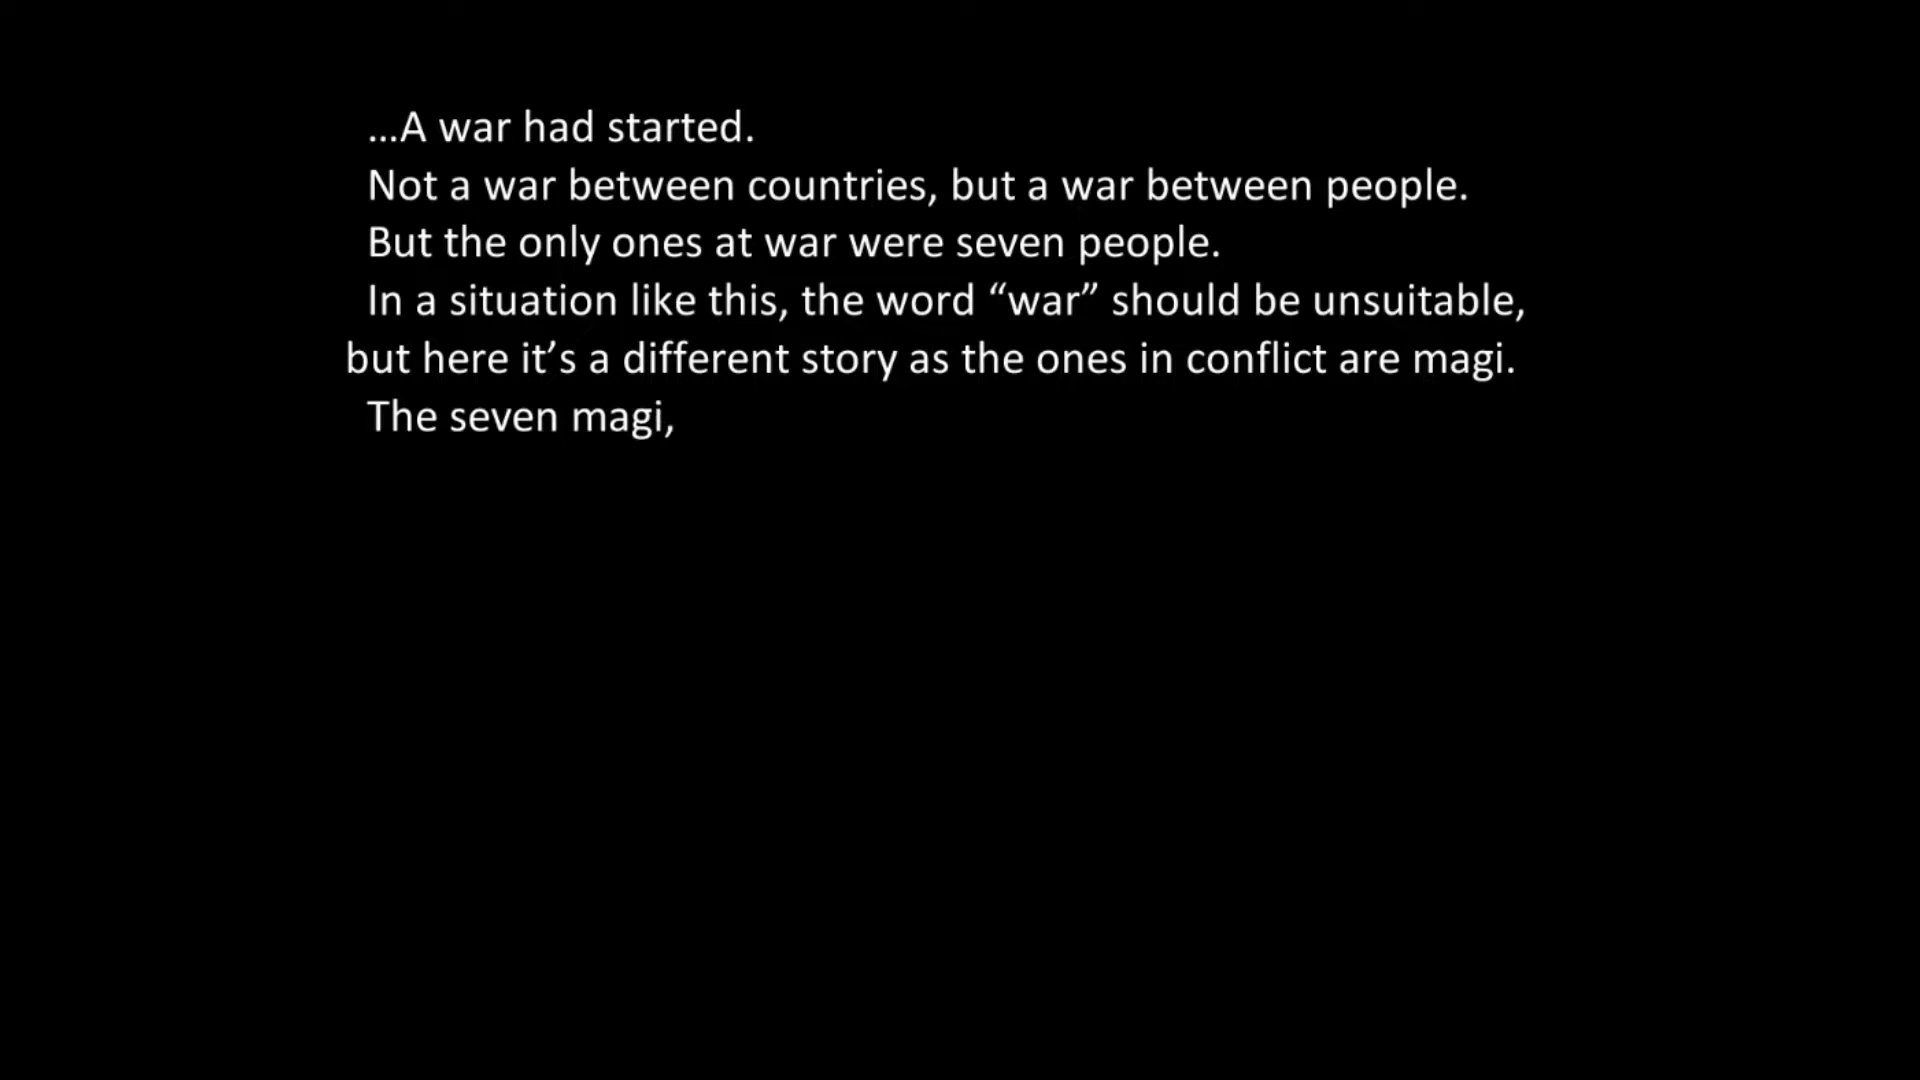 …A war had started.
Not a war between countries, but a war between people.
But the only ones at war were seven people.
In a situation like this, the word “war” should be unsuitable,
but here it’s a different story as the ones in conflict are magi.
The seven magi,